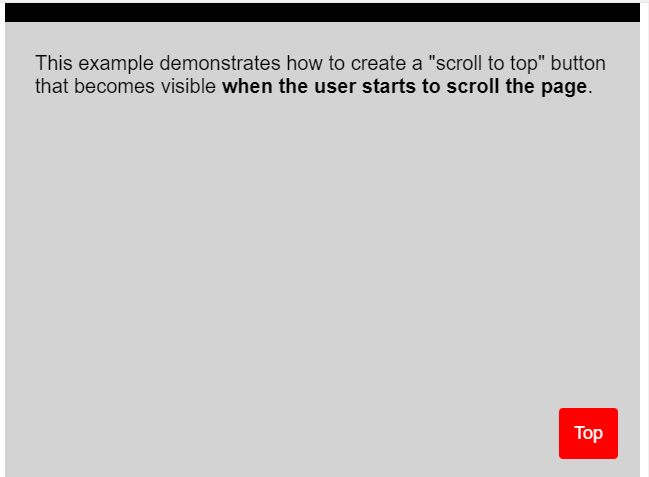 This example demonstrates how to create a "scroll to top" button
that becomes visible when the user starts to scroll the page.
Top